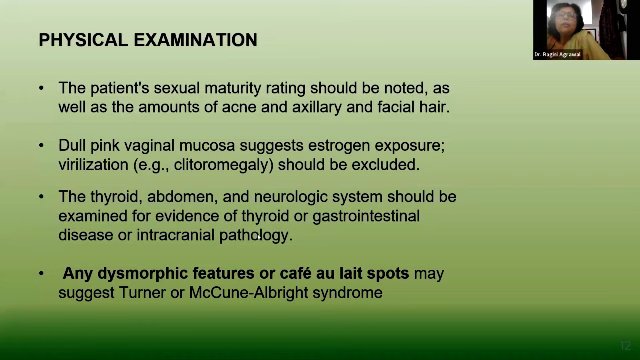 Dr. Ragini Agrawal
PHYSICAL EXAMINATION
• The patient's sexual maturity rating should be noted, as
well as the amounts of acne and axillary and facial hair.
• Dull pink vaginal mucosa suggests estrogen exposure;
virilization (e.g., clitoromegaly) should be excluded.
• The thyroid, abdomen, and neurologic system should be
examined for evidence of thyroid or gastrointestinal
disease or intracranial pathology.
• Any dysmorphic features or café au lait spots may
suggest Turner or McCune-Albright syndrome
12